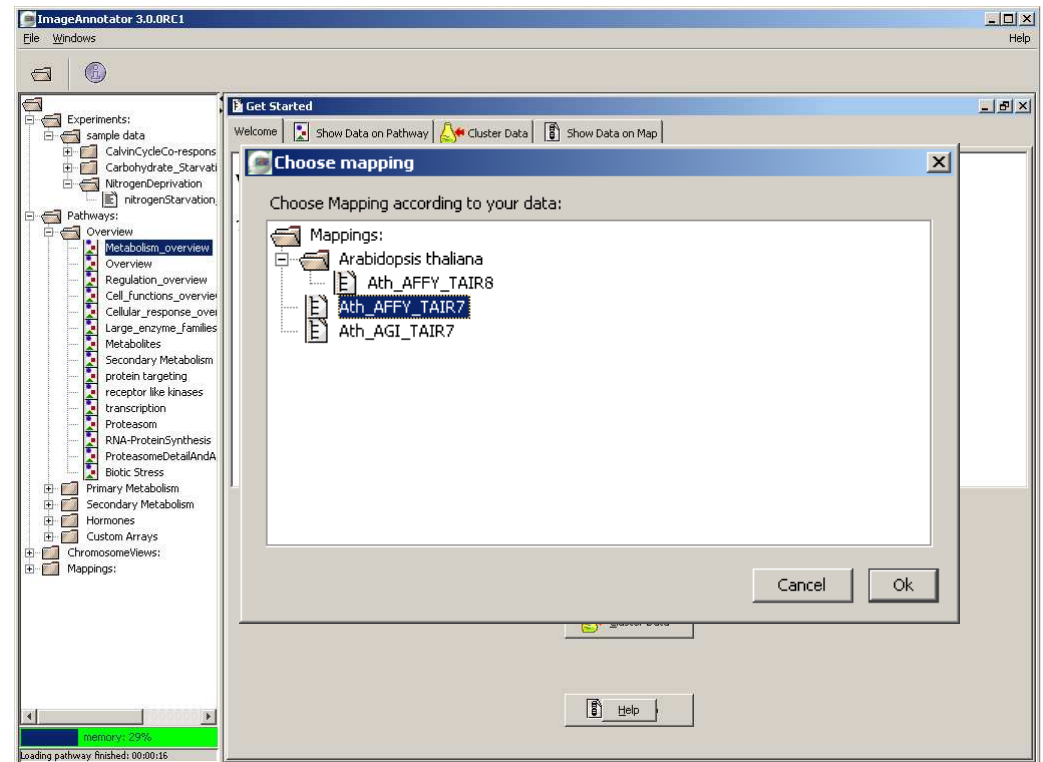 ImageAnnotator 3.0.0RC1
File Windows Help
Experiments:
sample data
CalvinCycleCo-respons
Carbohydrate_Starvati
NitrogenDeprivation
nitrogenStarvation_
Pathways:
Overview
Metabolism_overview
Overview
Regulation_overview
Cell_functions_overvie
Cellular_response_over
Large_enzyme_families
Metabolites
Secondary Metabolism
protein targeting
receptor like kinases
transcription
Proteasom
RNA-ProteinSynthesis
ProteasomeDetailAndA
Biotic Stress
Primary Metabolism
Secondary Metabolism
Hormones
Custom Arrays
ChromosomeViews:
Mappings:
memory: 29%
Loading pathway finished: 00:00:16
Get Started
Welcome Show Data on Pathway Cluster Data Show Data on Map
Choose mapping
Choose Mapping according to your data:
Mappings:
Arabidopsis thaliana
Ath_AFFY_TAIR8
Ath_AFFY_TAIR7
Ath_AGI_TAIR7
Cancel Ok
Cluster Data
Help